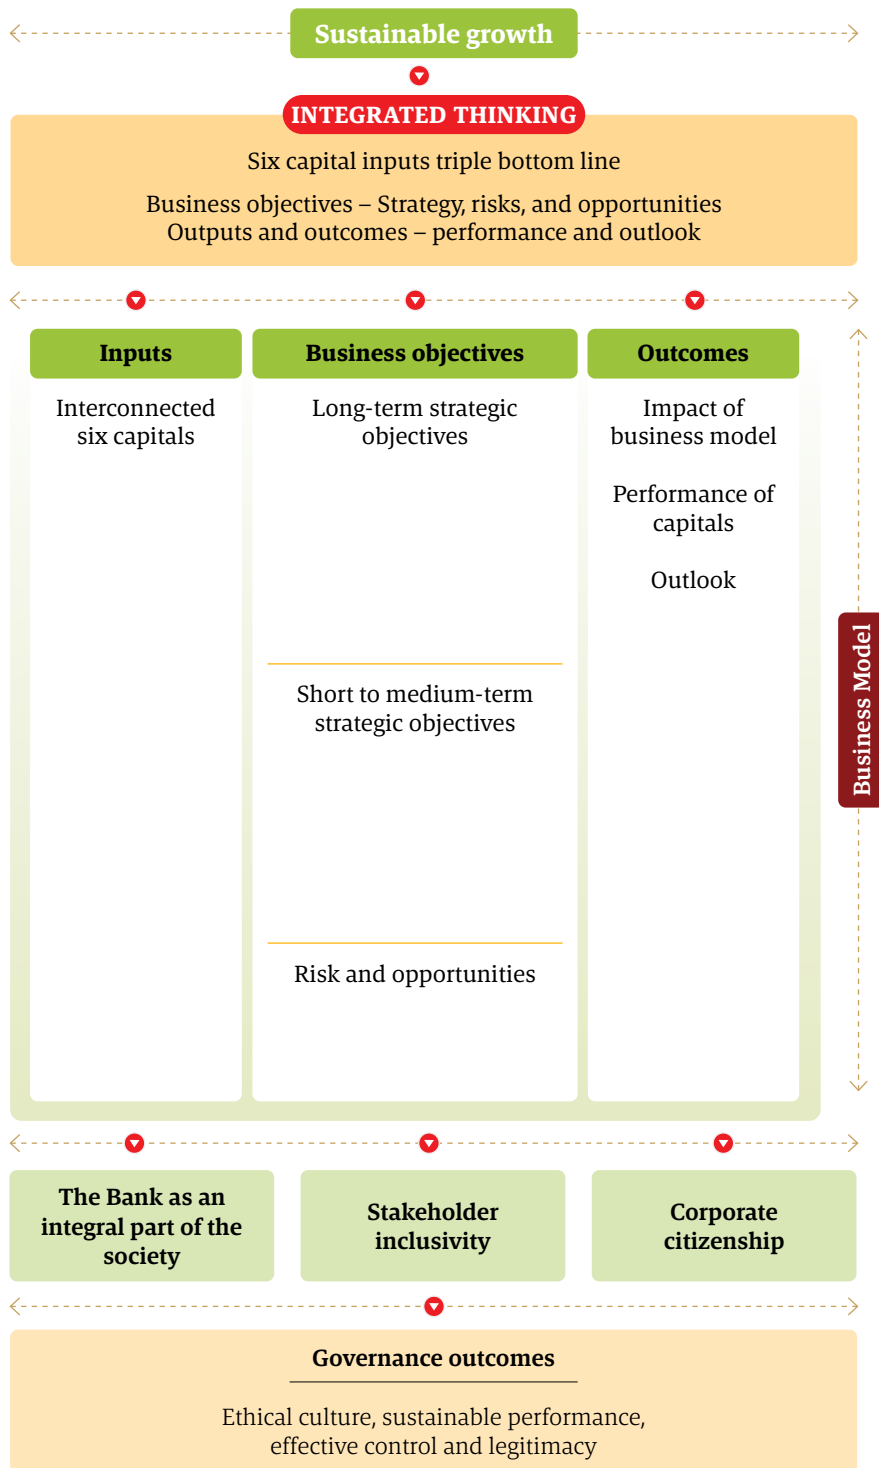 Sustainable growth
INTEGRATED THINKING
Six capital inputs triple bottom line
Business objectives – Strategy, risks, and opportunities
Outputs and outcomes – performance and outlook
Inputs
Interconnected
six capitals
Business objectives
Long-term strategic
objectives
Short to medium-term
strategic objectives
Risk and opportunities
Outcomes
Impact of
business model
Performance of
capitals
Outlook
Business Model
The Bank as an
integral part of the
society
Stakeholder
inclusivity
Corporate
citizenship
Governance outcomes
Ethical culture, sustainable performance,
effective control and legitimacy